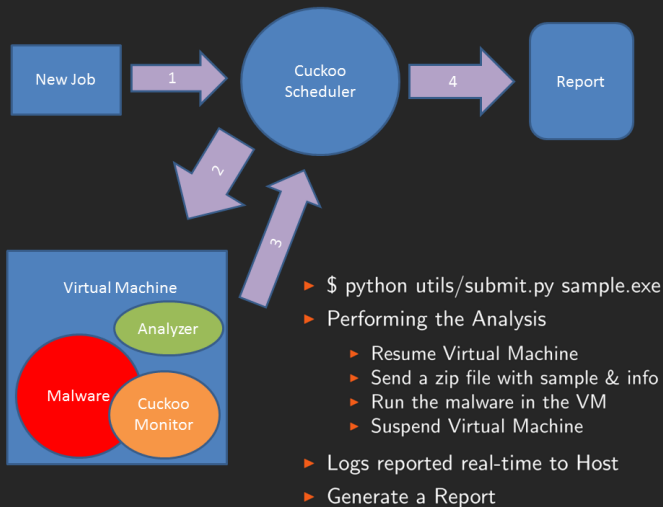 New Job
1
Cuckoo
Scheduler
4
Report
2
3
Virtual Machine
Analyzer
Malware
Cuckoo
Monitor
$ python utils/submit.py sample.exe
Performing the Analysis
Resume Virtual Machine
Send a zip file with sample & info
Run the malware in the VM
Suspend Virtual Machine
Logs reported real-time to Host
Generate a Report